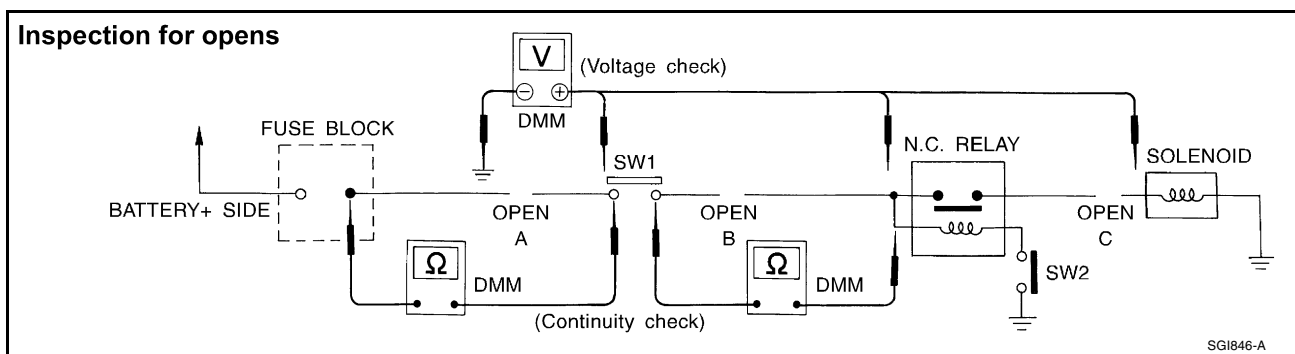 Inspection for opens
V
(Voltage check)
⊖ ⊕
DMM
FUSE BLOCK
SW1
N.C. RELAY
SOLENOID
BATTERY+ SIDE
OPEN
A
OPEN
B
OPEN
C
Ω
DMM
Ω
DMM
SW2
(Continuity check)
SGI846-A